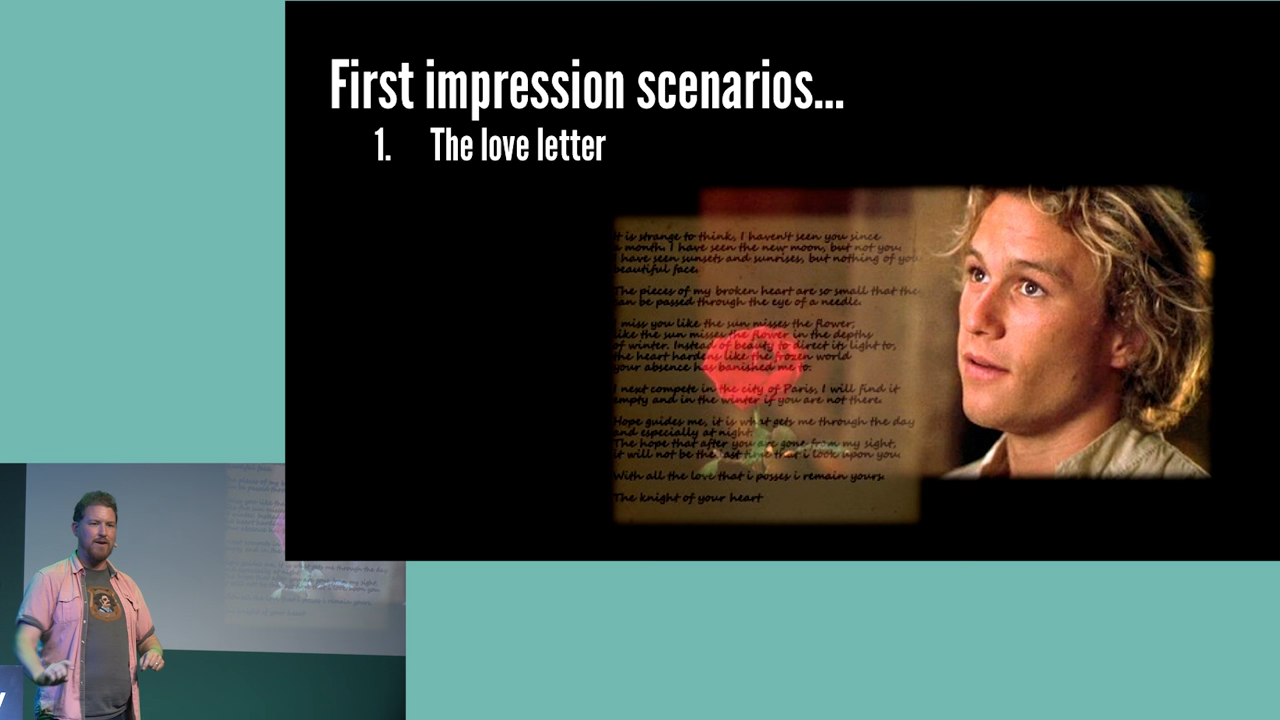 First impression scenarios...
1. The love letter
t is strange to think, I haven't seen you since
a month. I have seen the new moon, but not you.
have seen sunsets and sunrises, but nothing of you
beautiful face.
The pieces of my broken heart are so small that the
can be passed through the eye of a needle.
miss you like the sun misses the flower;
Like the sun misses the flower in the depths
of winter. Instead of beauty to direct its light to,
the heart hardens like the frozen world
your absence has banished me to.
I next compete in the city of Paris, I will find it
empty and in the winter if you are not there.
Hope guides me, it is what gets me through the day
and especially at night.
The hope that after you are gone from my sight,
it will not be the last time that i look upon you.
With all the love that i posses i remain yours.
The knight of your heart